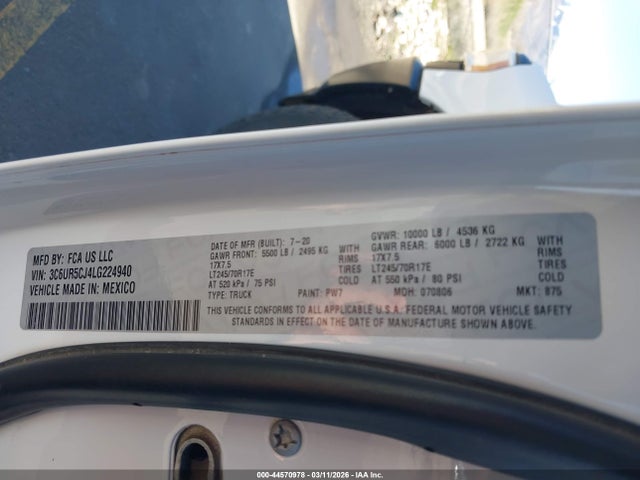 MFD BY: FCA US LLC
VIN: 3C6UR5CJ4LG224940
VEHICLE MADE IN: MEXICO
DATE OF MFR (BUILT): 7-20
GAWR FRONT: 5500 LB / 2495 KG WITH
17X7.5 RIMS
LT245/70R17E TIRES
AT 520 kPa / 75 PSI
GVWR: 10000 LB / 4536 KG
GAWR REAR: 6000 LB / 2722 KG WITH
17X7.5 RIMS
LT245/70R17E TIRES
AT 550 kPa / 80 PSI
TYPE: TRUCK PAINT: PW7 MDH: 070806 MKT: 875
THIS VEHICLE CONFORMS TO ALL APPLICABLE U.S.A. FEDERAL MOTOR VEHICLE SAFETY
STANDARDS IN EFFECT ON THE DATE OF MANUFACTURE SHOWN ABOVE.
000-44570978 - 03/11/2026 - IAANC.com